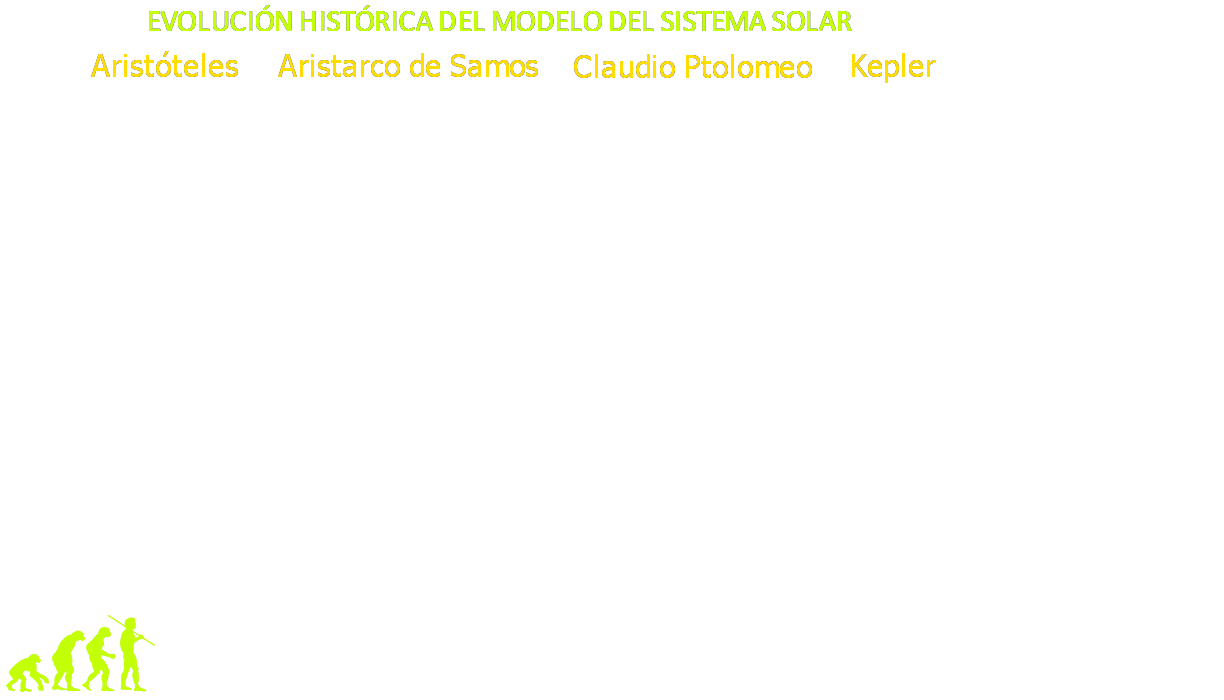 EVOLUCIÓN HISTÓRICA DEL MODELO DEL SISTEMA SOLAR
Aristóteles Aristarco de Samos Claudio Ptolomeo Kepler